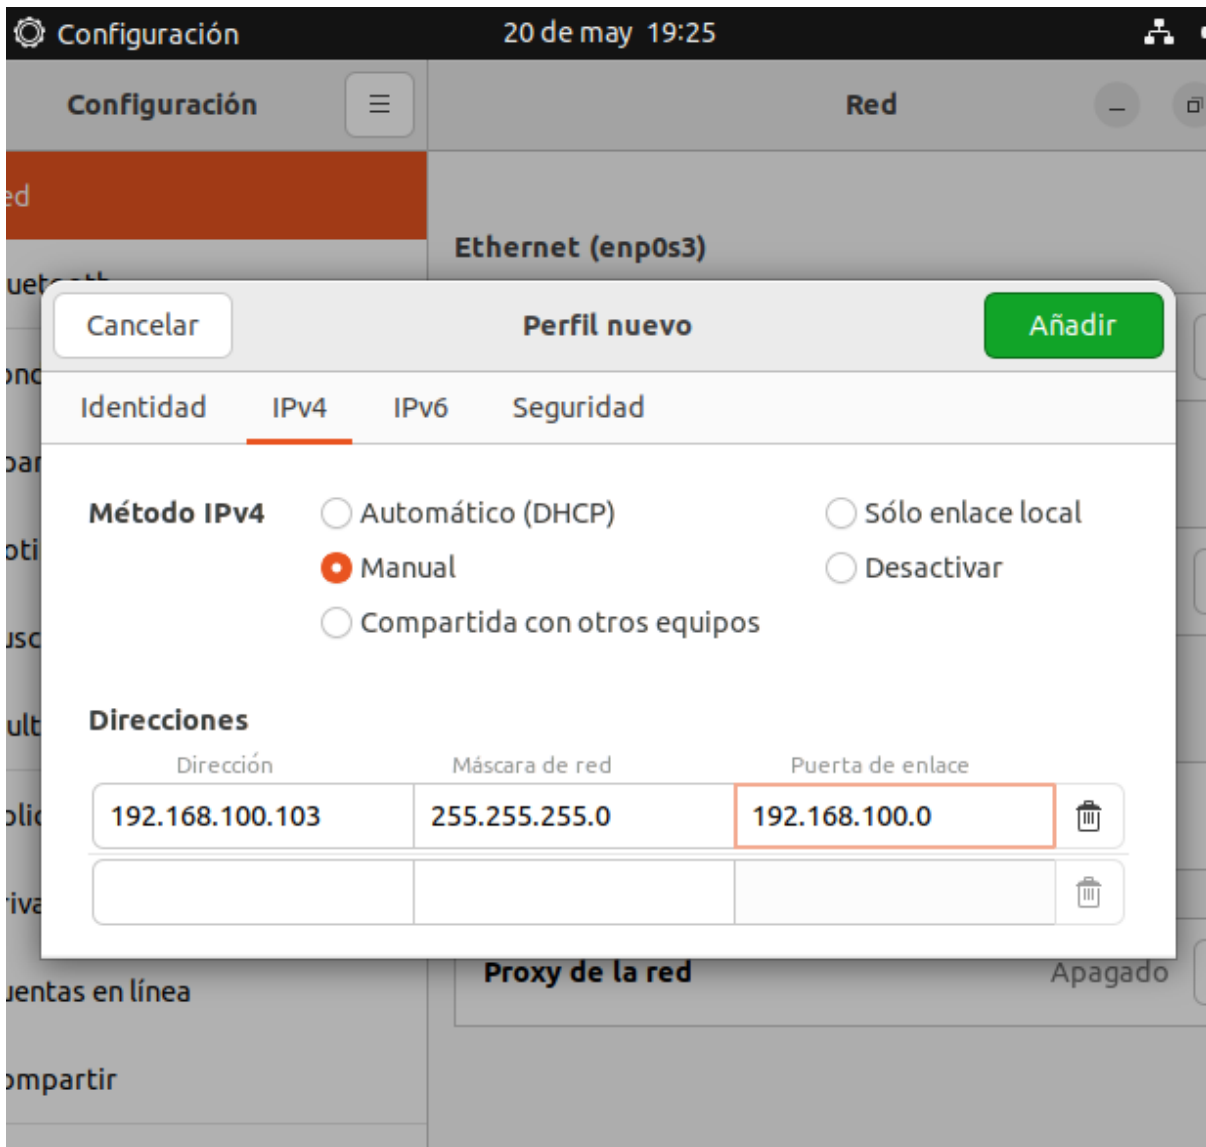 Configuración 20 de may 19:25
Configuración Red
Ethernet (enp0s3)
Cancelar Perfil nuevo Añadir
Identidad IPv4 IPv6 Seguridad
Método IPv4 Automático (DHCP) Sólo enlace local
Manual Desactivar
Compartida con otros equipos
Direcciones
Dirección Máscara de red Puerta de enlace
192.168.100.103 255.255.255.0 192.168.100.0
Proxy de la red Apagado
uentas en línea
ompartir